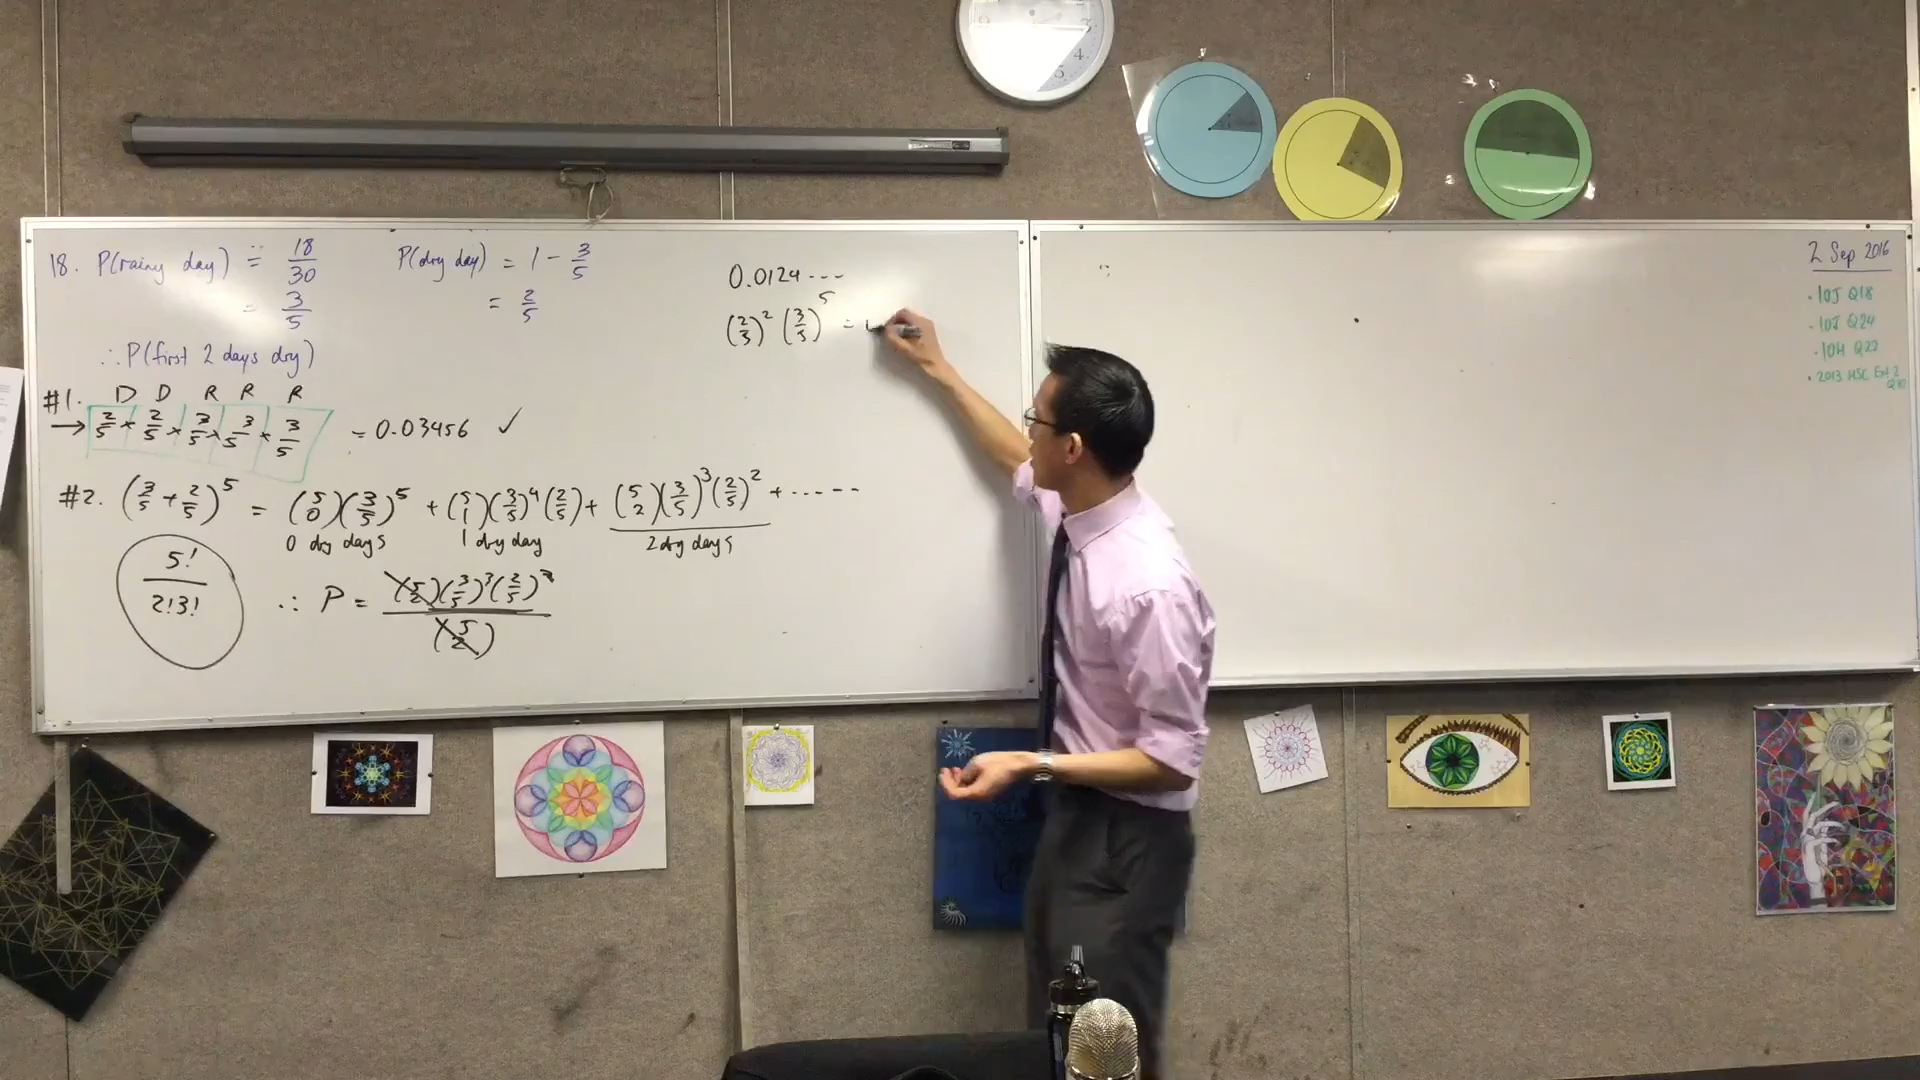 18. P(rainy day) ≑ 18/30
= 3/5
P(dry day) = 1 - 3/5
= 2/5
∴ P(first 2 days dry)
#1. D D R R R
→ 2/5 × 2/5 × 3/5 × 3/5 × 3/5 = 0.03456 ✓
#2. (3/5 + 2/5)^5 = (5 0)(3/5)^5 + (5 1)(3/5)^4 (2/5) + (5 2)(3/5)^3 (2/5)^2 + ......
0 dry days 1 dry day 2 dry days
5!/2!3!
∴ P = (5 2)(3/5)^3 (2/5)^2 / (5 2)
0.0124 ...
(2/5)^2 (3/5)^5 =
2 Sep 2016
• 10J Q18
• 10J Q24
• 10H Q22
• 2013 HSC Ext 2